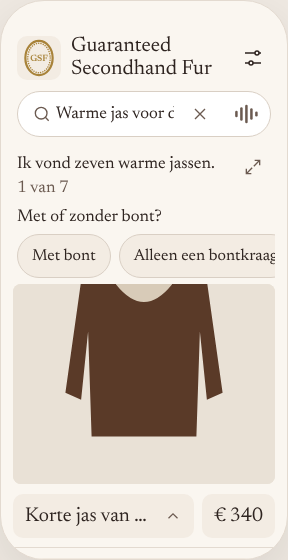 GSF
Guaranteed
Secondhand Fur
Warme jas voor d
Ik vond zeven warme jassen.
1 van 7
Met of zonder bont?
Met bont
Alleen een bontkraag
Korte jas van ...
€ 340